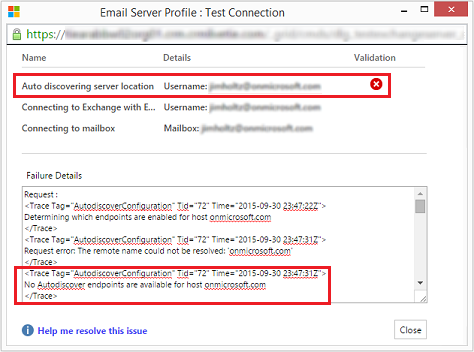 Email Server Profile : Test Connection
https://
Name Details Validation
Auto discovering server location Username: jimholtz@onmicrosoft.com
Connecting to Exchange with E... Username: jimholtz@onmicrosoft.com
Connecting to mailbox Mailbox: jimholtz@onmicrosoft.com
Failure Details
Request :
<Trace Tag="AutodiscoverConfiguration" Tid="72" Time="2015-09-30 23:47:22Z">
Determining which endpoints are enabled for host onmicrosoft.com
</Trace>
<Trace Tag="AutodiscoverConfiguration" Tid="72" Time="2015-09-30 23:47:31Z">
Request error: The remote name could not be resolved: 'onmicrosoft.com'
</Trace>
<Trace Tag="AutodiscoverConfiguration" Tid="72" Time="2015-09-30 23:47:31Z">
No Autodiscover endpoints are available for host onmicrosoft.com
</Trace>
Help me resolve this issue
Close